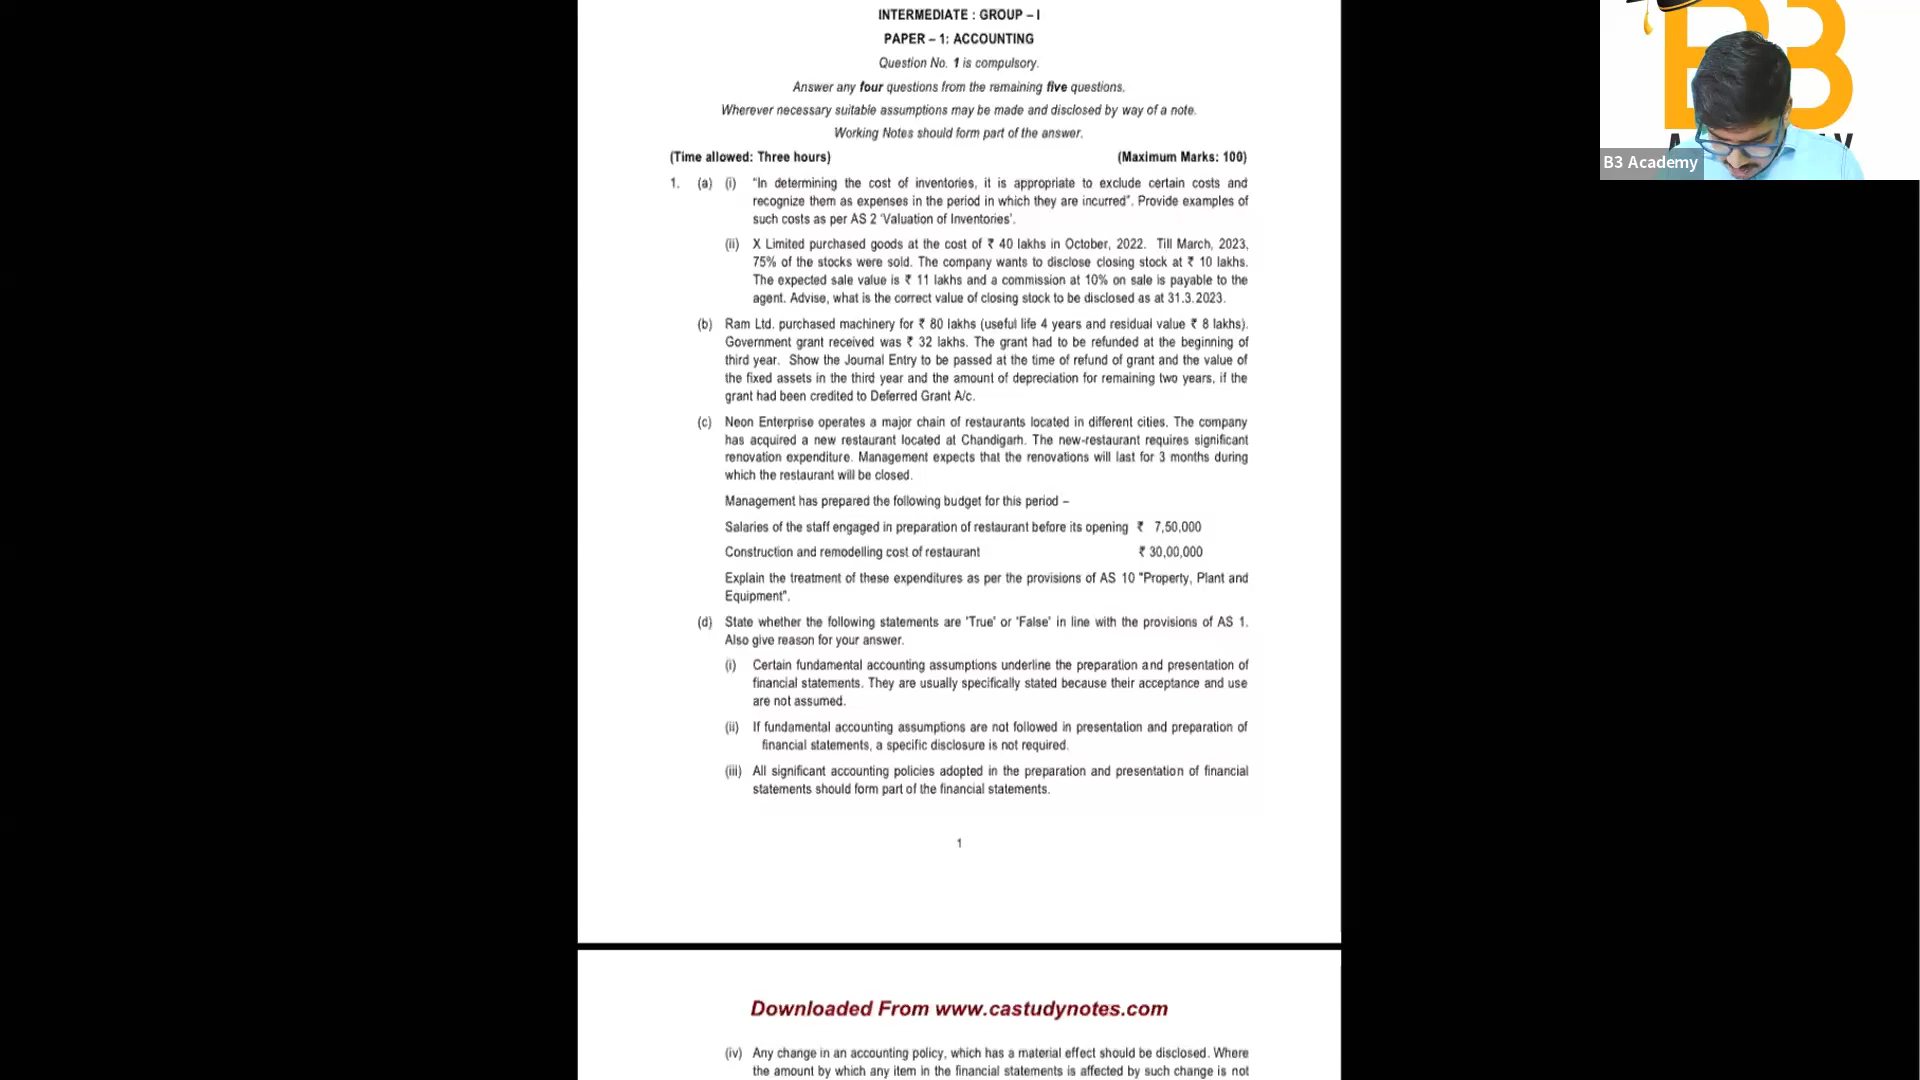 INTERMEDIATE : GROUP – I
PAPER – 1: ACCOUNTING
Question No. 1 is compulsory.
Answer any four questions from the remaining five questions.
Wherever necessary suitable assumptions may be made and disclosed by way of a note.
Working Notes should form part of the answer.
(Time allowed: Three hours) (Maximum Marks: 100)
1. (a) (i) "In determining the cost of inventories, it is appropriate to exclude certain costs and
recognize them as expenses in the period in which they are incurred". Provide examples of
such costs as per AS 2 'Valuation of Inventories'.
(ii) X Limited purchased goods at the cost of ₹ 40 lakhs in October, 2022. Till March, 2023,
75% of the stocks were sold. The company wants to disclose closing stock at ₹ 10 lakhs.
The expected sale value is ₹ 11 lakhs and a commission at 10% on sale is payable to the
agent. Advise, what is the correct value of closing stock to be disclosed as at 31.3.2023.
(b) Ram Ltd. purchased machinery for ₹ 80 lakhs (useful life 4 years and residual value ₹ 8 lakhs).
Government grant received was ₹ 32 lakhs. The grant had to be refunded at the beginning of
third year. Show the Journal Entry to be passed at the time of refund of grant and the value of
the fixed assets in the third year and the amount of depreciation for remaining two years, if the
grant had been credited to Deferred Grant A/c.
(c) Neon Enterprise operates a major chain of restaurants located in different cities. The company
has acquired a new restaurant located at Chandigarh. The new-restaurant requires significant
renovation expenditure. Management expects that the renovations will last for 3 months during
which the restaurant will be closed.
Management has prepared the following budget for this period –
Salaries of the staff engaged in preparation of restaurant before its opening ₹ 7,50,000
Construction and remodelling cost of restaurant ₹ 30,00,000
Explain the treatment of these expenditures as per the provisions of AS 10 "Property, Plant and
Equipment".
(d) State whether the following statements are 'True' or 'False' in line with the provisions of AS 1.
Also give reason for your answer.
(i) Certain fundamental accounting assumptions underline the preparation and presentation of
financial statements. They are usually specifically stated because their acceptance and use
are not assumed.
(ii) If fundamental accounting assumptions are not followed in presentation and preparation of
financial statements, a specific disclosure is not required.
(iii) All significant accounting policies adopted in the preparation and presentation of financial
statements should form part of the financial statements.
1
Downloaded From www.castudynotes.com
(iv) Any change in an accounting policy, which has a material effect should be disclosed. Where
the amount by which any item in the financial statements is affected by such change is not
B3
B3 Academy